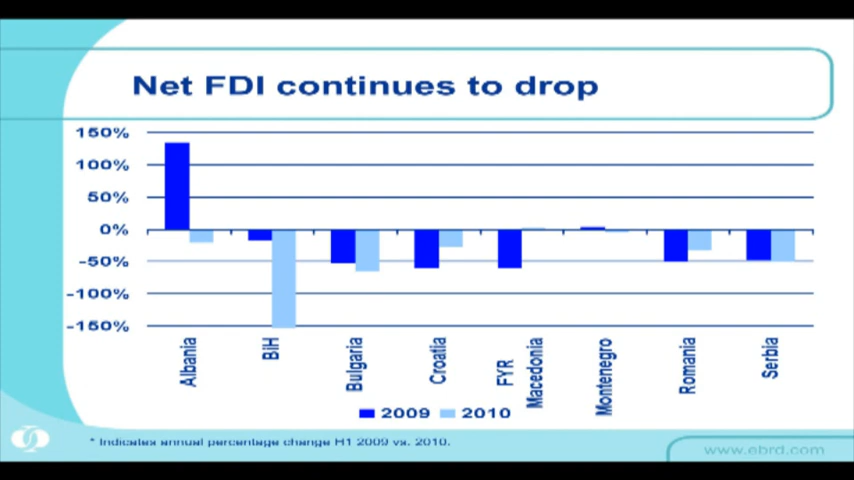 Net FDI continues to drop
150%
100%
50%
0%
-50%
-100%
-150%
Albania
BiH
Bulgaria
Croatia
FYR
Macedonia
Montenegro
Romania
Serbia
2009 2010
* Indicates annual percentage change H1 2009 vs. 2010.
www.ebrd.com